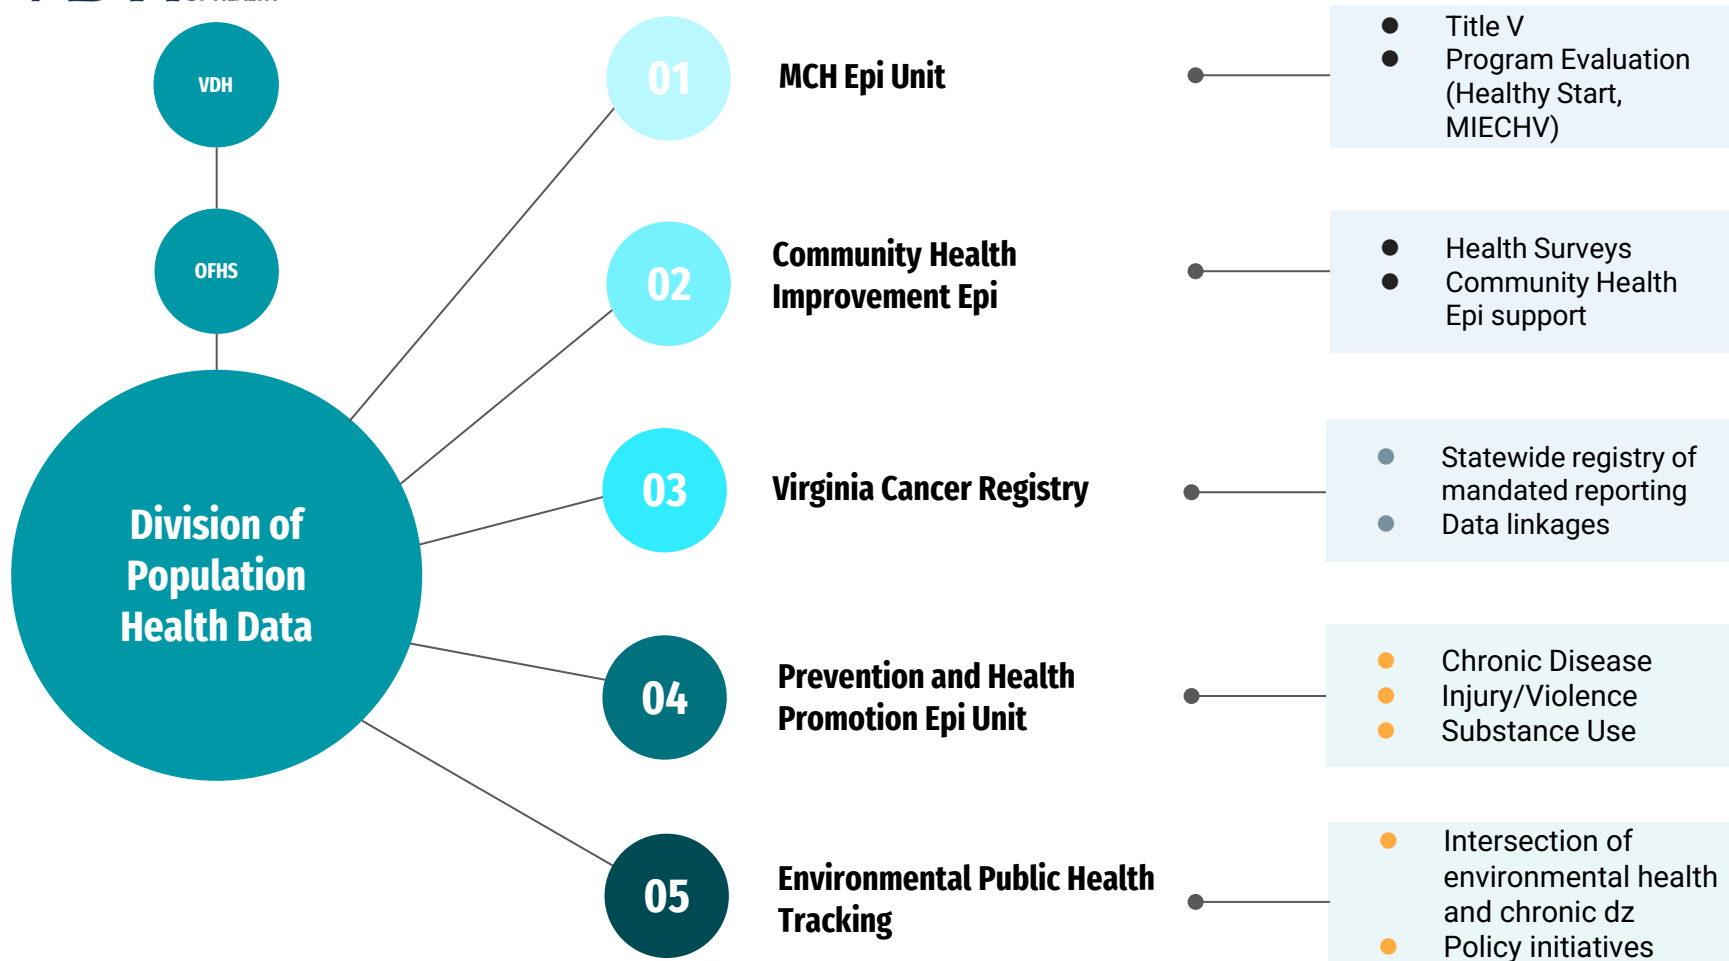 OF HEALTH
VDH
OFHS
Division of
Population
Health Data
01
MCH Epi Unit
● Title V
● Program Evaluation
(Healthy Start,
MIECHV)
02
Community Health
Improvement Epi
● Health Surveys
● Community Health
Epi support
03
Virginia Cancer Registry
● Statewide registry of
mandated reporting
● Data linkages
04
Prevention and Health
Promotion Epi Unit
● Chronic Disease
● Injury/Violence
● Substance Use
05
Environmental Public Health
Tracking
● Intersection of
environmental health
and chronic dz
● Policy initiatives